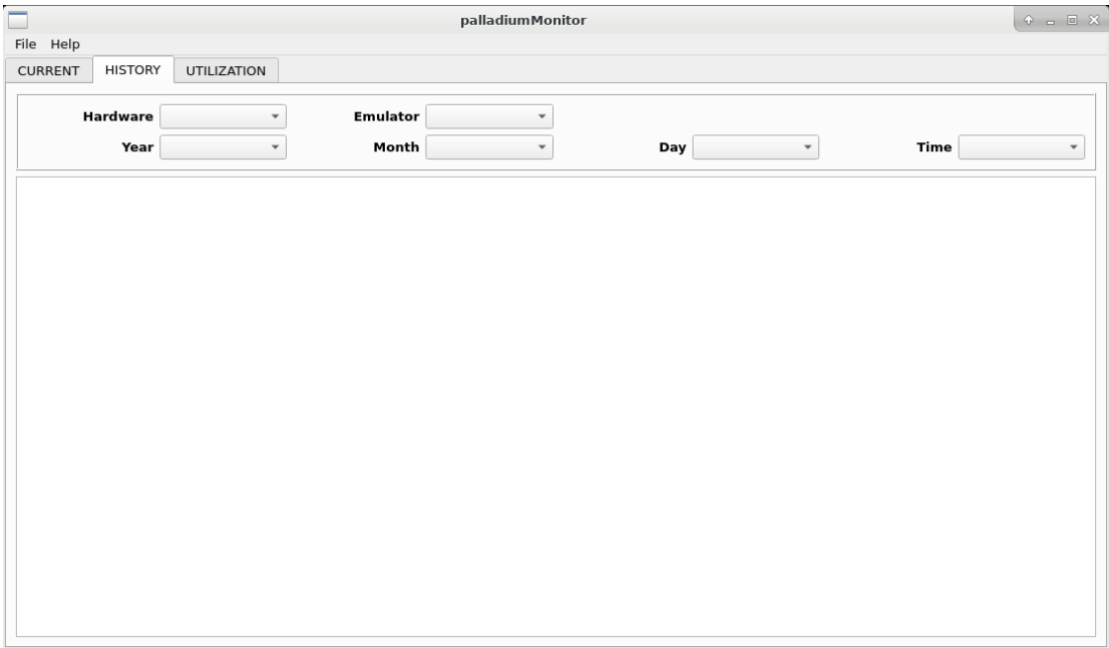 palladiumMonitor
File Help
CURRENT HISTORY UTILIZATION
Hardware Emulator
Year Month Day Time